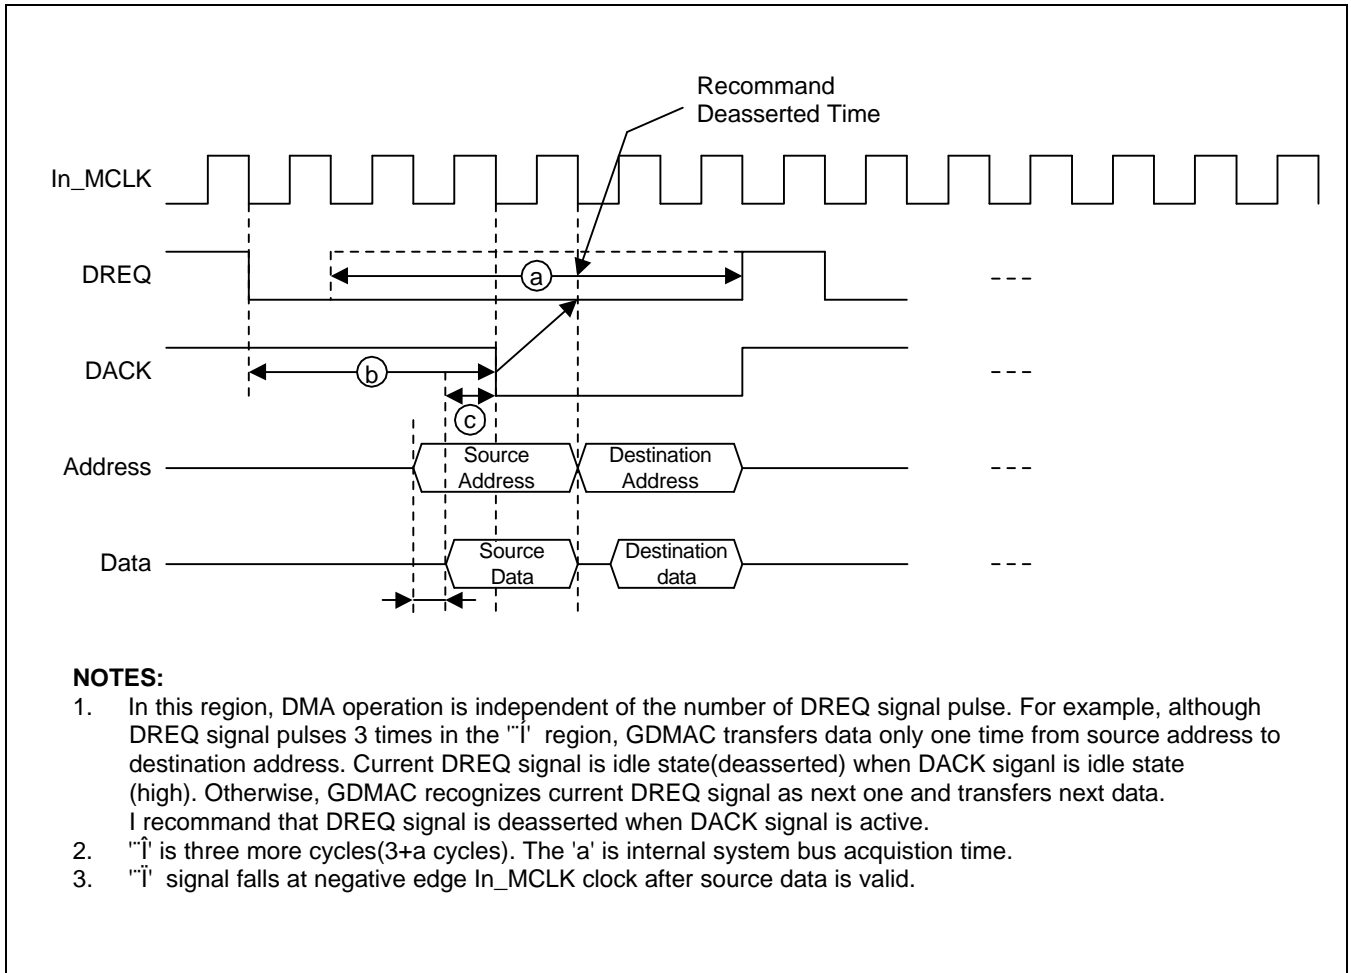 Recommand
Deasserted Time
In_MCLK
DREQ
a
DACK
b
c
Address
Source
Address
Destination
Address
Data
Source
Data
Destination
data
NOTES:
1. In this region, DMA operation is independent of the number of DREQ signal pulse. For example, although
DREQ signal pulses 3 times in the '¨Í' region, GDMAC transfers data only one time from source address to
destination address. Current DREQ signal is idle state(deasserted) when DACK siganl is idle state
(high). Otherwise, GDMAC recognizes current DREQ signal as next one and transfers next data.
I recommand that DREQ signal is deasserted when DACK signal is active.
2. '¨Î' is three more cycles(3+a cycles). The 'a' is internal system bus acquistion time.
3. '¨Ï' signal falls at negative edge In_MCLK clock after source data is valid.